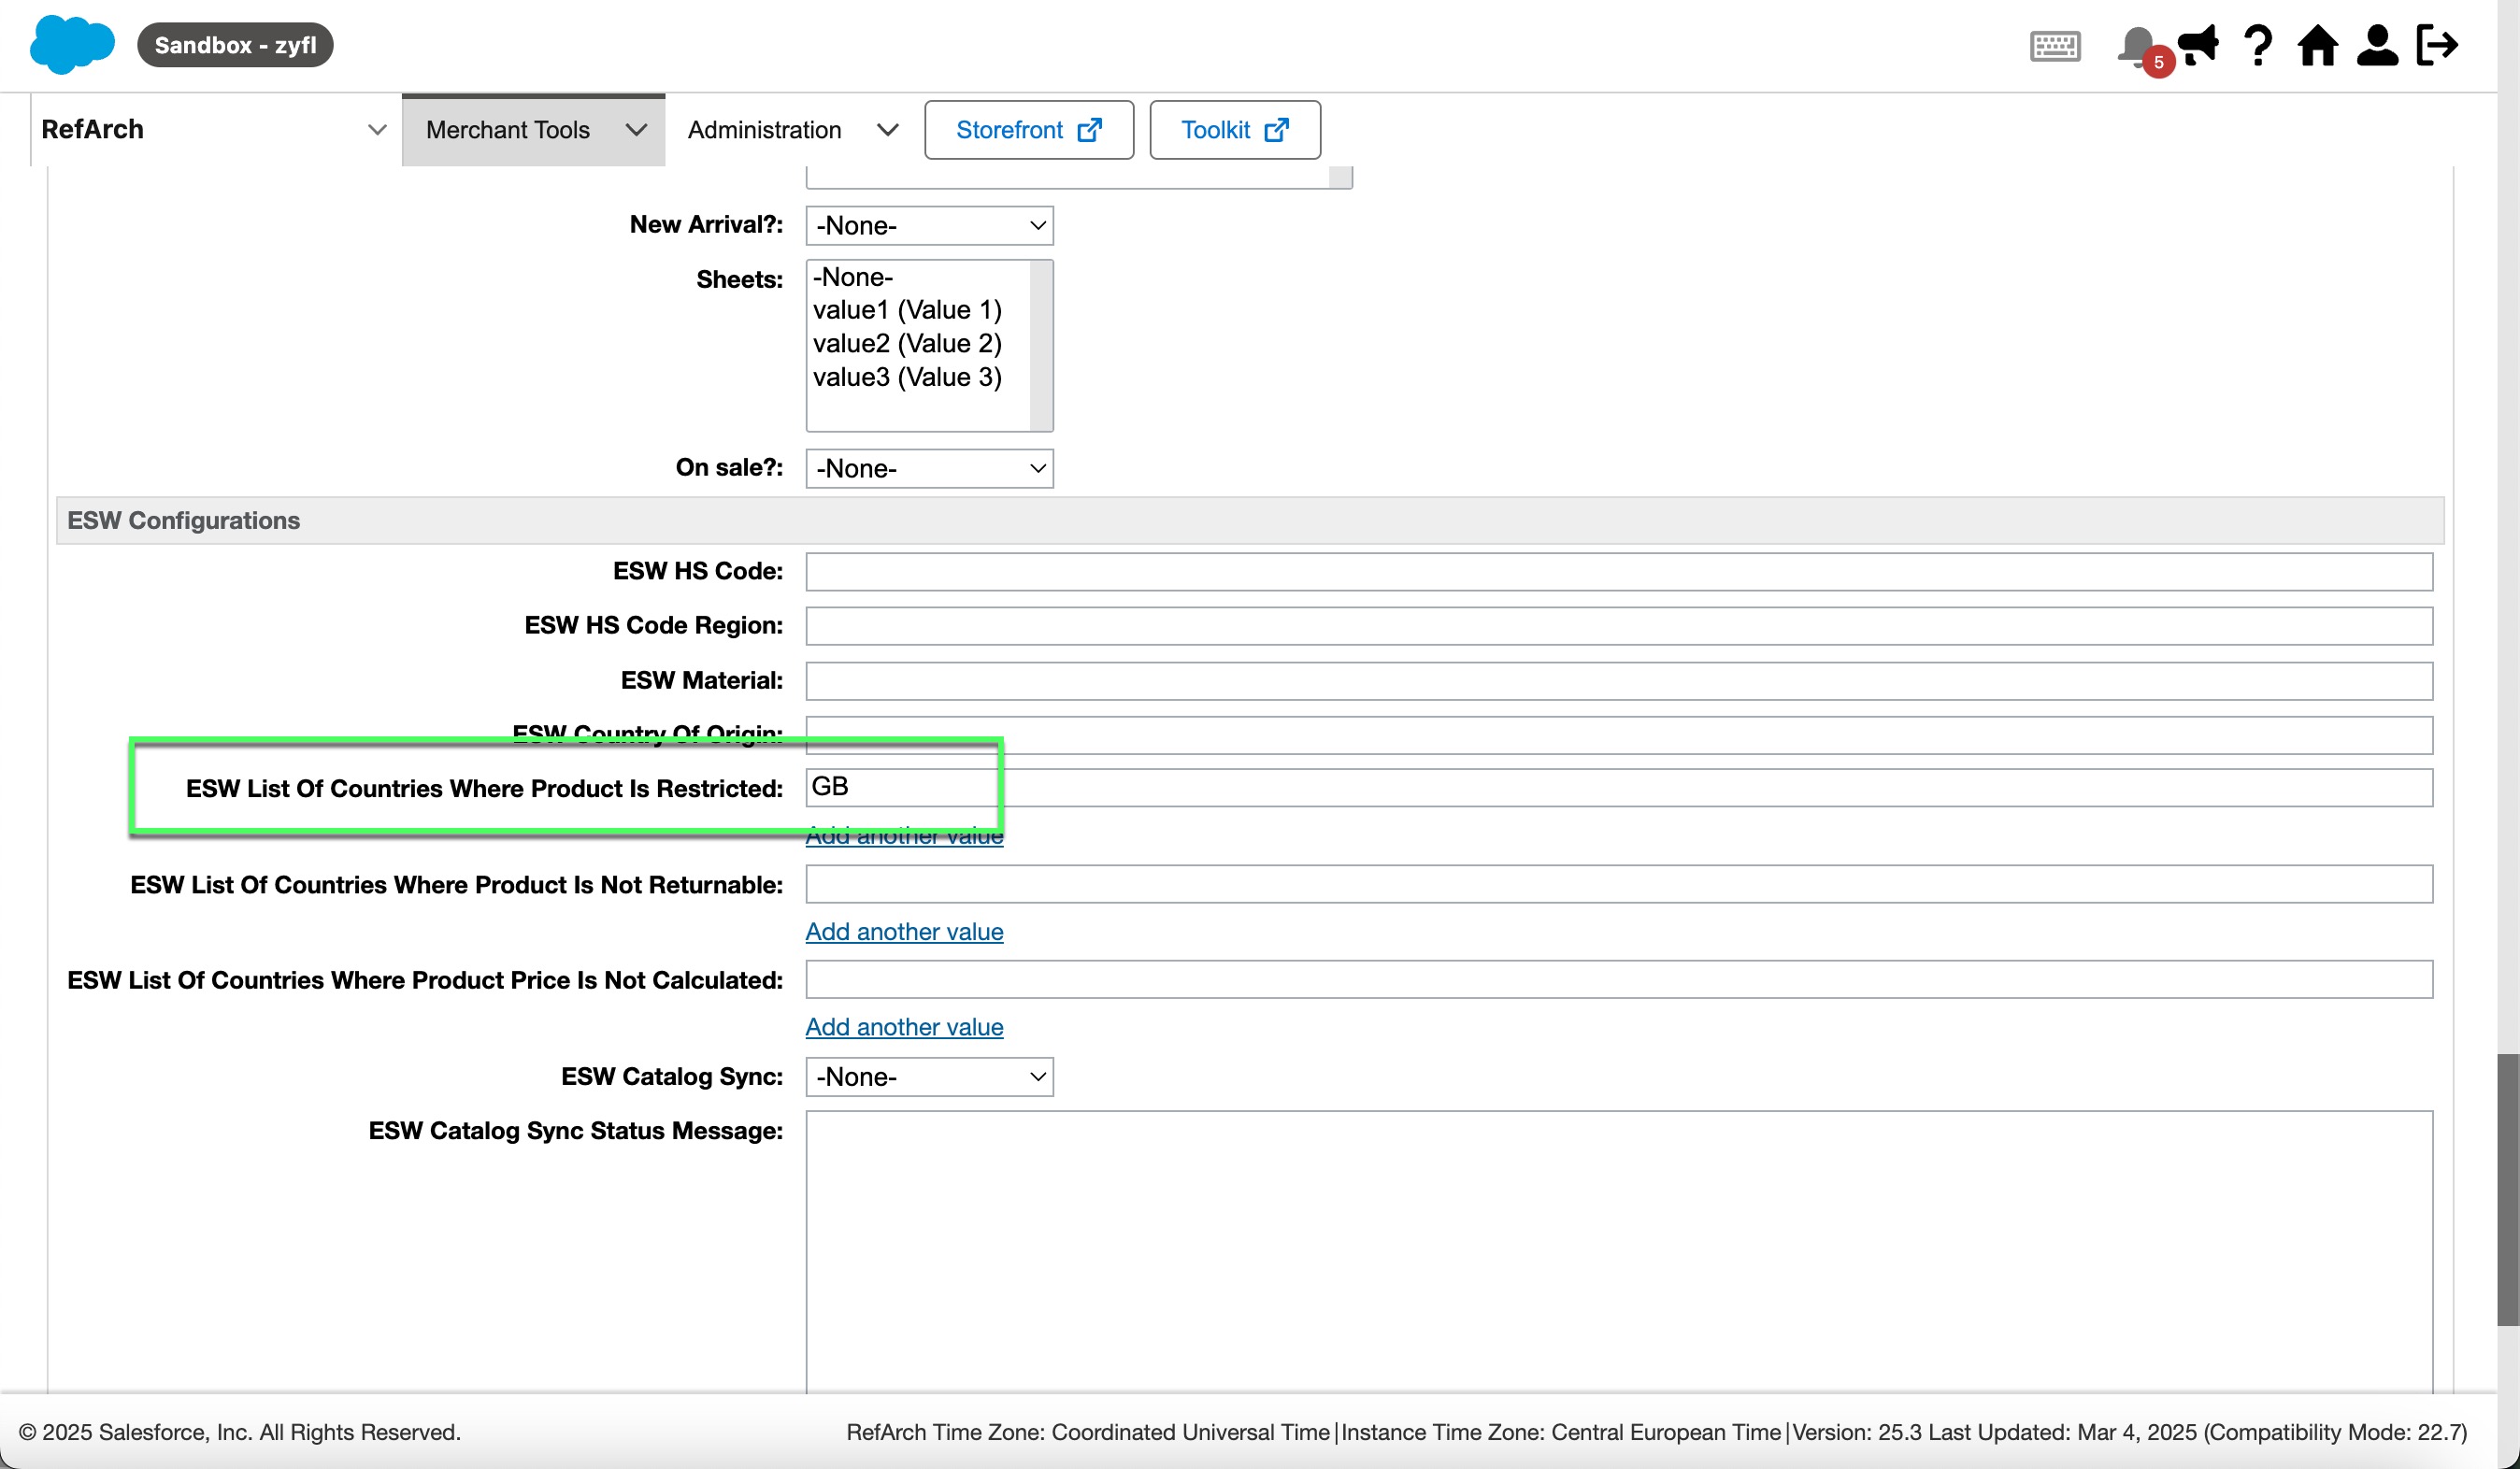 Sandbox - zyfl
5
RefArch
Merchant Tools
Administration
Storefront
Toolkit
New Arrival?:
-None-
Sheets:
-None-
value1 (Value 1)
value2 (Value 2)
value3 (Value 3)
On sale?:
-None-
ESW Configurations
ESW HS Code:
ESW HS Code Region:
ESW Material:
ESW Country Of Origin:
ESW List Of Countries Where Product Is Restricted:
GB
Add another value
ESW List Of Countries Where Product Is Not Returnable:
Add another value
ESW List Of Countries Where Product Price Is Not Calculated:
Add another value
ESW Catalog Sync:
-None-
ESW Catalog Sync Status Message:
© 2025 Salesforce, Inc. All Rights Reserved.
RefArch Time Zone: Coordinated Universal Time|Instance Time Zone: Central European Time|Version: 25.3 Last Updated: Mar 4, 2025 (Compatibility Mode: 22.7)